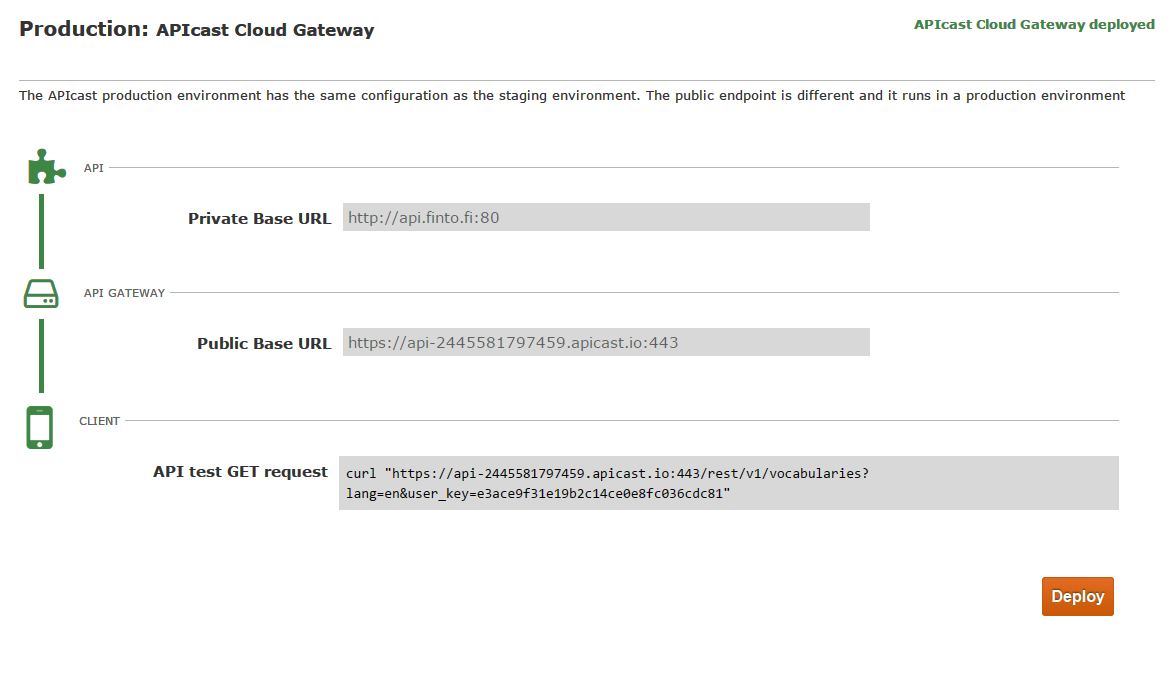 Production: APIcast Cloud Gateway
APIcast Cloud Gateway deployed
The APIcast production environment has the same configuration as the staging environment. The public endpoint is different and it runs in a production environment
API
Private Base URL
http://api.finto.fi:80
API GATEWAY
Public Base URL
https://api-2445581797459.apicast.io:443
CLIENT
API test GET request
curl "https://api-2445581797459.apicast.io:443/rest/v1/vocabularies?
lang=en&user_key=e3ace9f31e19b2c14ce0e8fc036cdc81"
Deploy